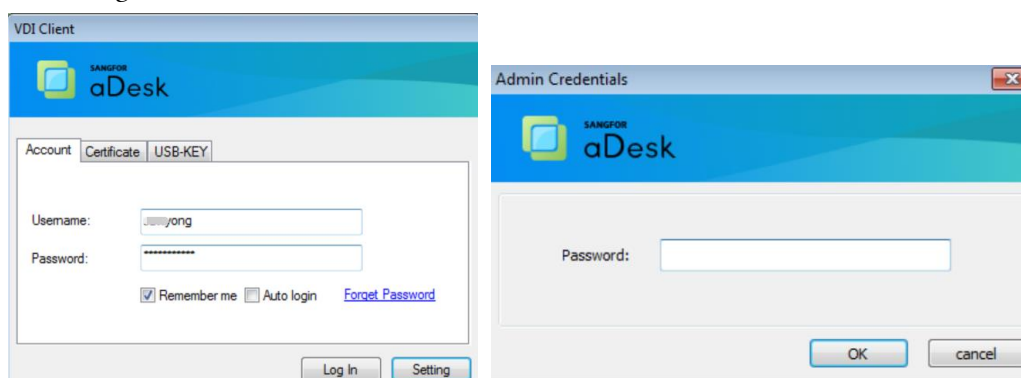 VDI Client
SANGFOR
aDesk
Account Certificate USB-KEY
Username: yong
Password: ***********
Remember me Auto login Forget Password
Log In Setting
Admin Credentials
SANGFOR
aDesk
Password:
OK cancel